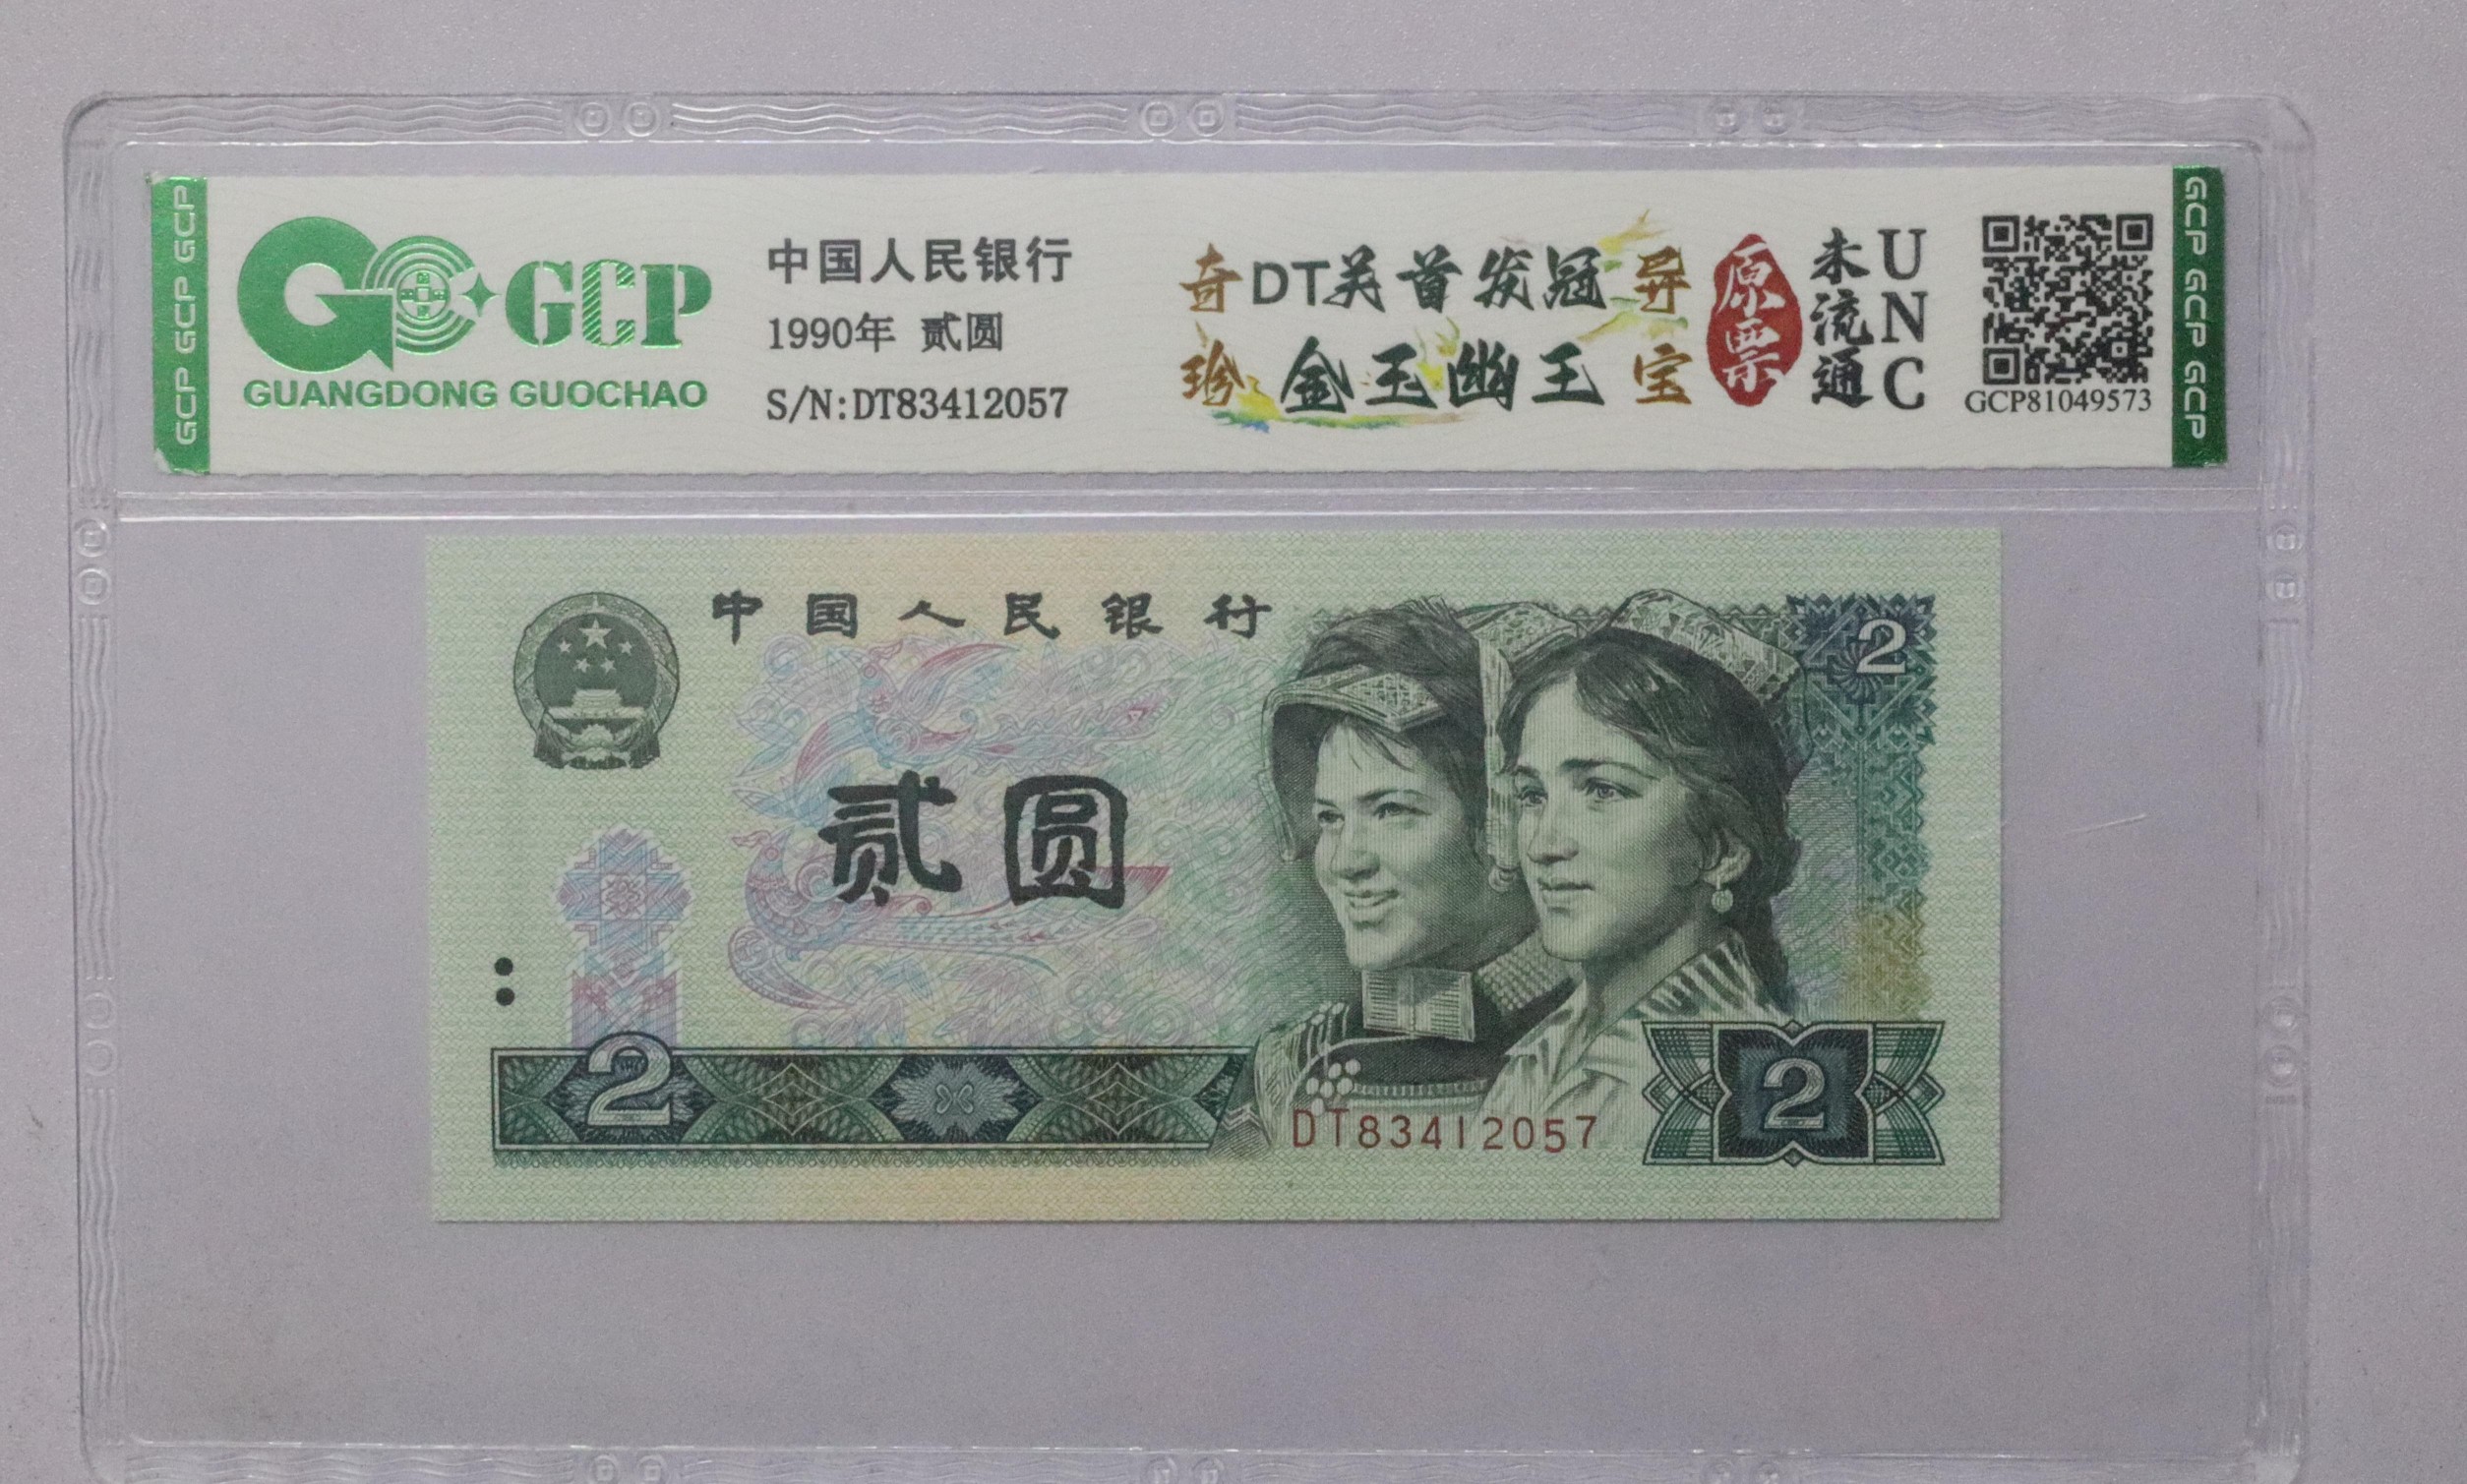 GCP GCP GCP
GCP
GUANGDONG GUOCHAO
中国人民银行
1990年 贰圆
S/N:DT83412057
奇珍
DT关首发冠
金玉幽王
异宝
原票
未流通
UNC
GCP81049573
GCP GCP GCP
中国人民银行
2
贰圆
2
DT83412057
2